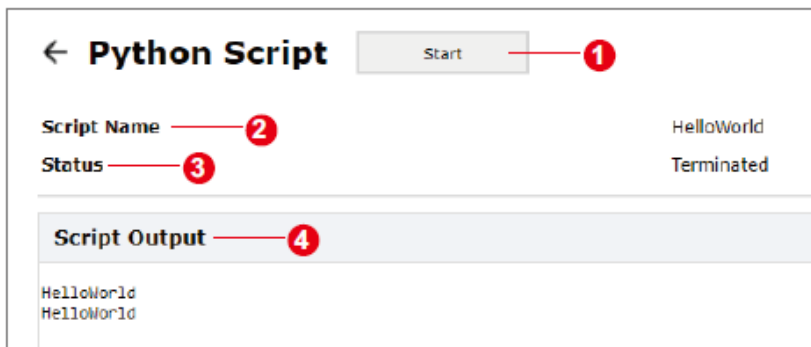 ← Python Script Start 1
Script Name 2 HelloWorld
Status 3 Terminated
Script Output 4
HelloWorld
HelloWorld